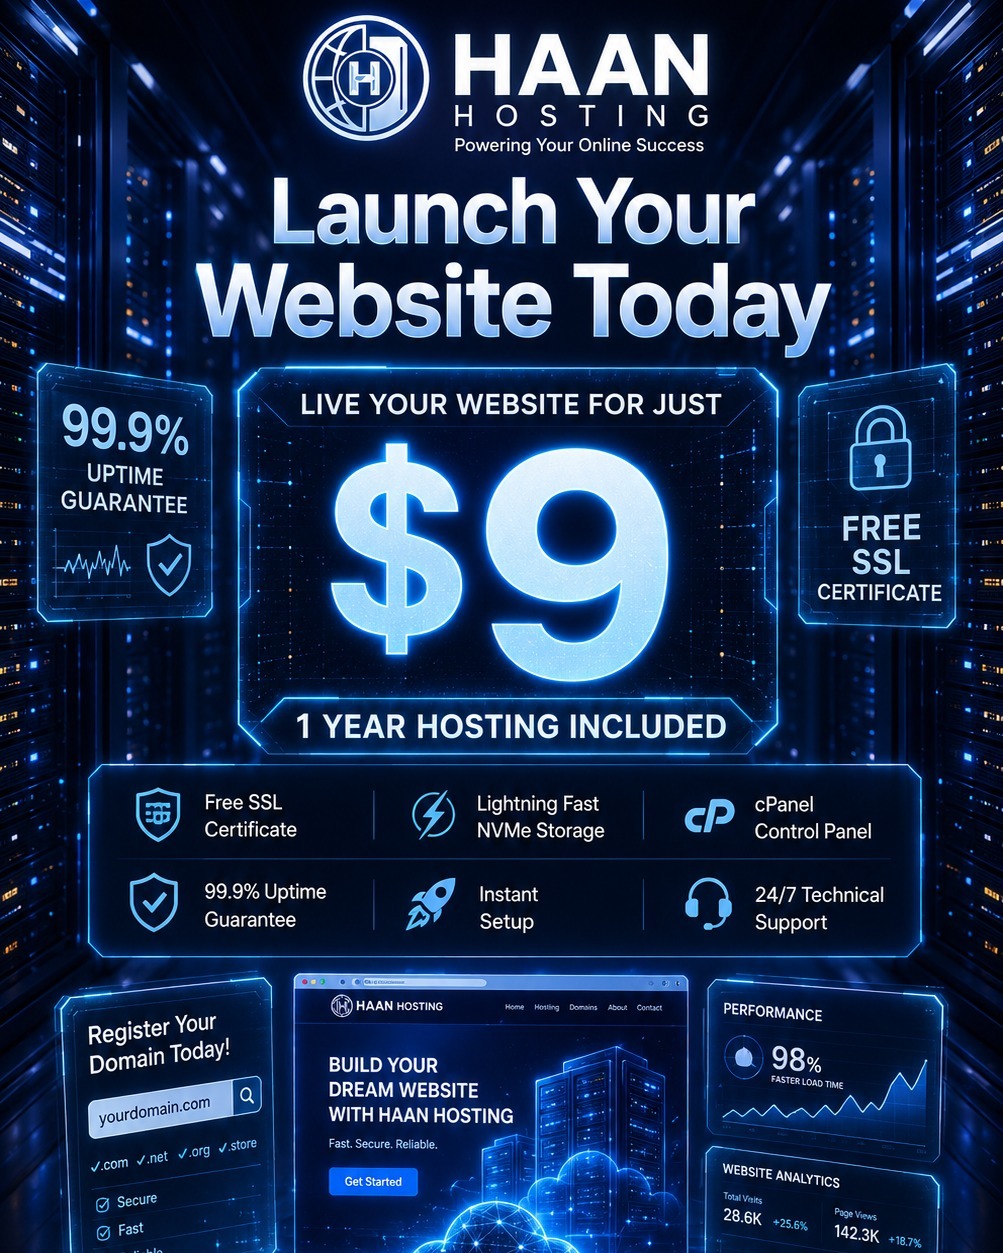 HAAN
HOSTING
Powering Your Online Success
Launch Your
Website Today
99.9%
UPTIME
GUARANTEE
LIVE YOUR WEBSITE FOR JUST
$9
1 YEAR HOSTING INCLUDED
FREE
SSL
CERTIFICATE
Free SSL
Certificate
Lightning Fast
NVMe Storage
cP
cPanel
Control Panel
99.9% Uptime
Guarantee
Instant
Setup
24/7 Technical
Support
Register Your
Domain Today!
yourdomain.com
.com .net .org .store
Secure
Fast
HAAN HOSTING
Home Hosting Domains About Contact
BUILD YOUR
DREAM WEBSITE
WITH HAAN HOSTING
Fast. Secure. Reliable.
Get Started
PERFORMANCE
98%
FASTER LOAD TIME
WEBSITE ANALYTICS
Total Visits
28.6K +25.6%
Page Views
142.3K +18.7%